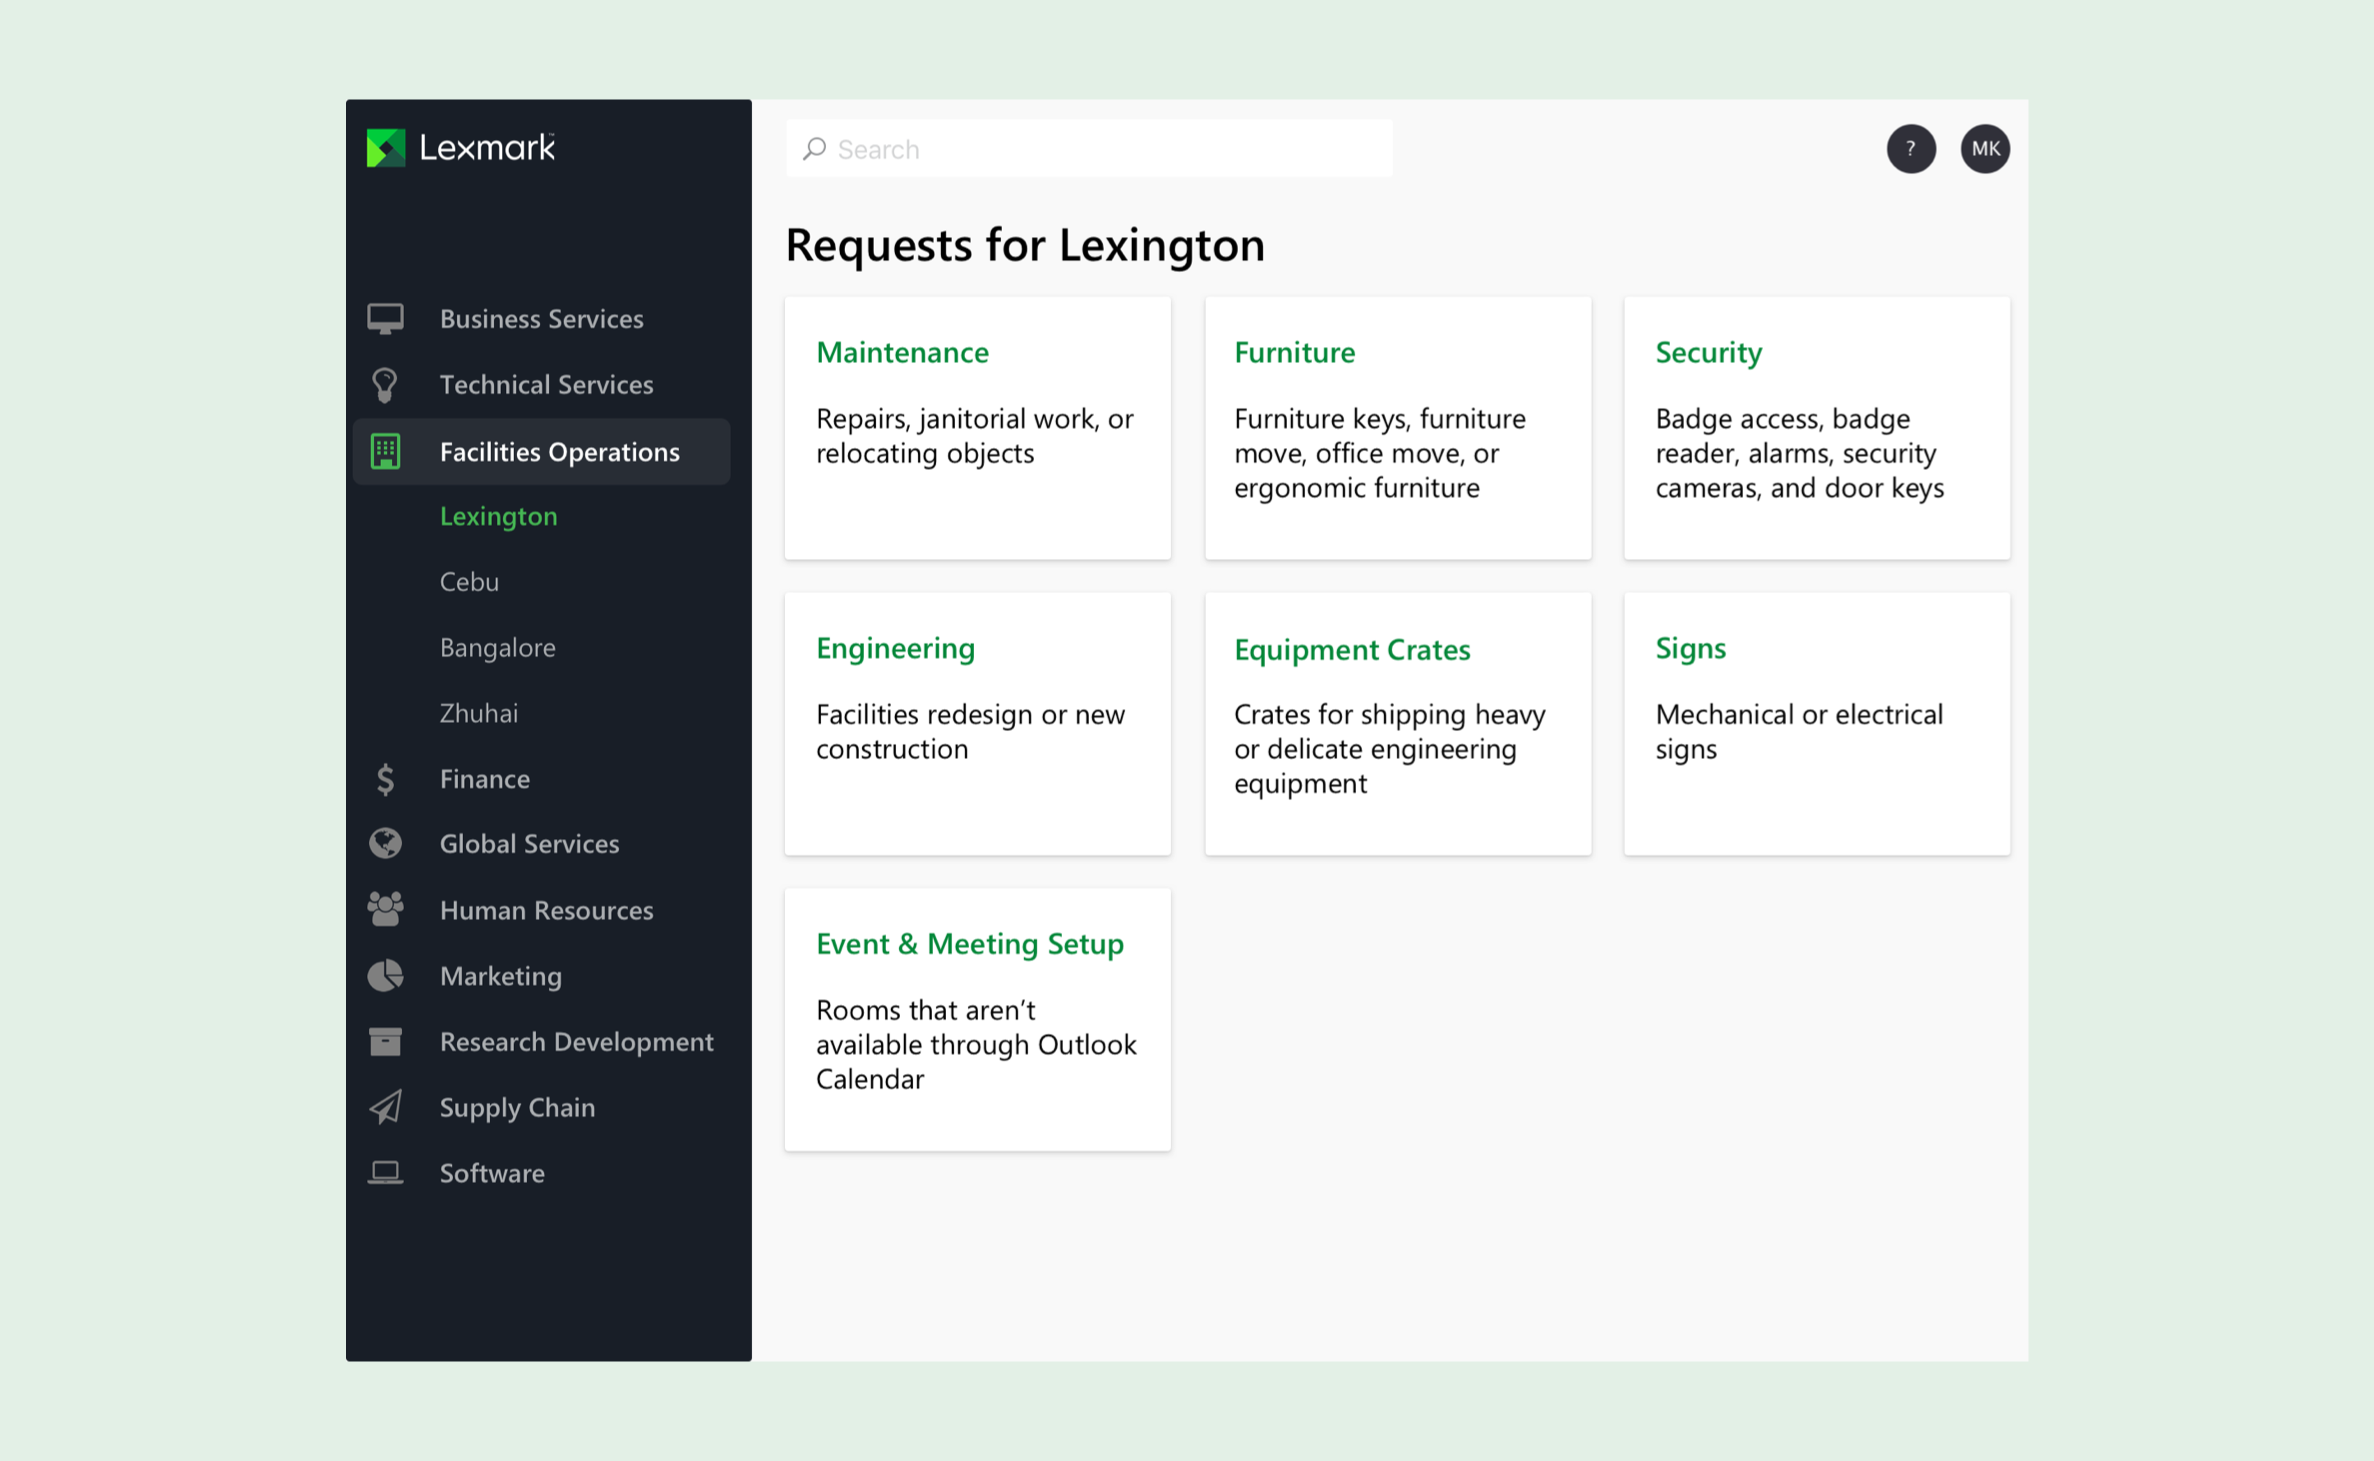 Lexmark™
Business Services
Technical Services
Facilities Operations
Lexington
Cebu
Bangalore
Zhuhai
$
Finance
Global Services
Human Resources
Marketing
Research Development
Supply Chain
Software
Search
?
MK
Requests for Lexington
Maintenance
Repairs, janitorial work, or
relocating objects
Furniture
Furniture keys, furniture
move, office move, or
ergonomic furniture
Security
Badge access, badge
reader, alarms, security
cameras, and door keys
Engineering
Facilities redesign or new
construction
Equipment Crates
Crates for shipping heavy
or delicate engineering
equipment
Signs
Mechanical or electrical
signs
Event & Meeting Setup
Rooms that aren’t
available through Outlook
Calendar